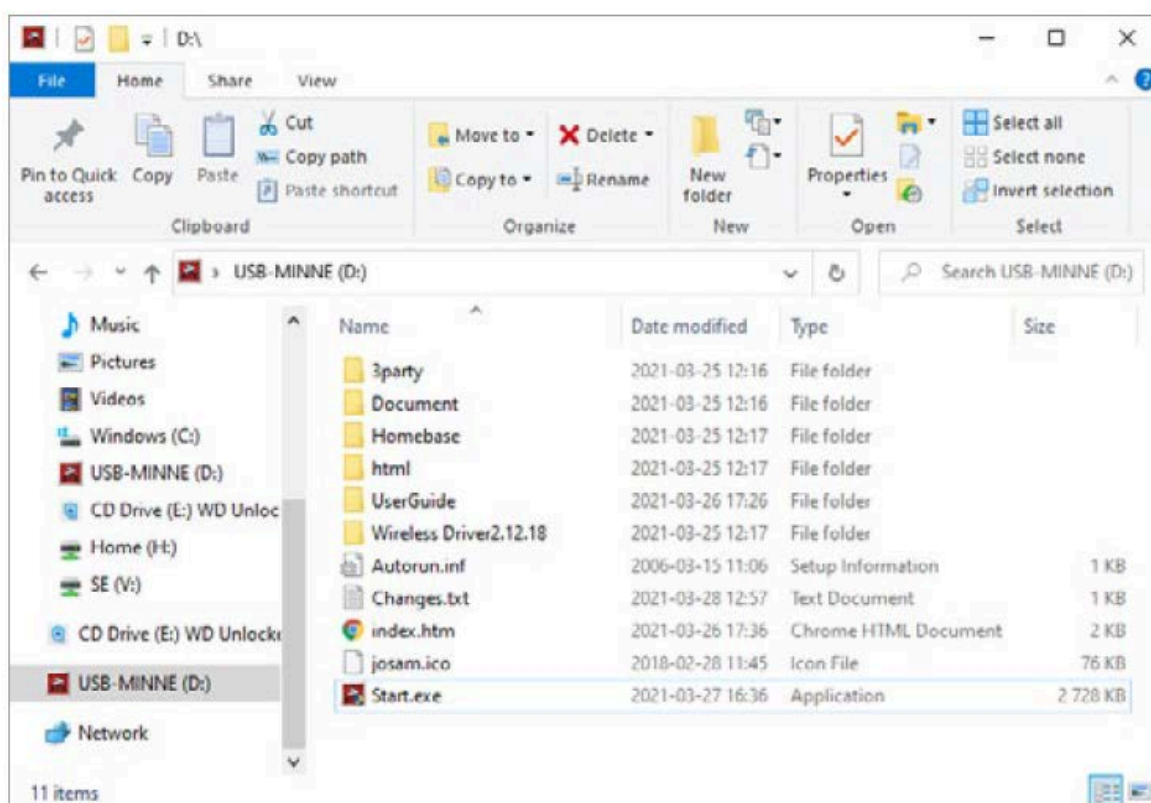 D:\
File Home Share View
Pin to Quick access
Copy
Paste
Cut
Copy path
Paste shortcut
Move to
Copy to
Delete
Rename
New folder
Properties
Select all
Select none
Invert selection
Clipboard Organize New Open Select
USB-MINNE (D:) Search USB-MINNE (D:)
Name Date modified Type Size
Music
Pictures
Videos
Windows (C:)
USB-MINNE (D:)
CD Drive (E:) WD Unloc
Home (H:)
SE (V:)
CD Drive (E:) WD Unlock
USB-MINNE (D:)
Network
3party 2021-03-25 12:16 File folder
Document 2021-03-25 12:16 File folder
Homebase 2021-03-25 12:17 File folder
html 2021-03-25 12:17 File folder
UserGuide 2021-03-26 17:26 File folder
Wireless Driver2.12.18 2021-03-25 12:17 File folder
Autorun.inf 2006-03-15 11:06 Setup Information 1 KB
Changes.txt 2021-03-28 12:57 Text Document 1 KB
index.htm 2021-03-26 17:36 Chrome HTML Document 2 KB
josam.ico 2018-02-28 11:45 Icon File 76 KB
Start.exe 2021-03-27 16:36 Application 2 728 KB
11 items